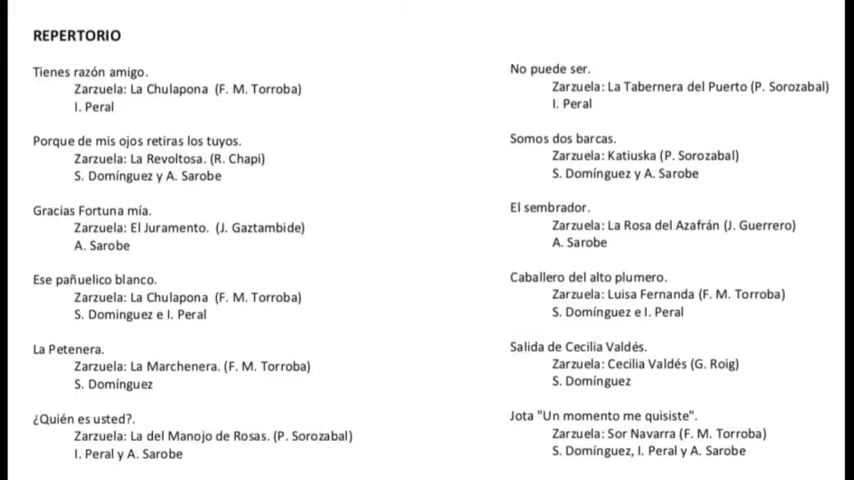 REPERTORIO
Tienes razón amigo.
Zarzuela: La Chulapona (F. M. Torroba)
I. Peral
Porque de mis ojos retiras los tuyos.
Zarzuela: La Revoltosa. (R. Chapi)
S. Domínguez y A. Sarobe
Gracias Fortuna mía.
Zarzuela: El Juramento. (J. Gaztambide)
A. Sarobe
Ese pañuelico blanco.
Zarzuela: La Chulapona (F. M. Torroba)
S. Dominguez e I. Peral
La Petenera.
Zarzuela: La Marchenera. (F. M. Torroba)
S. Domínguez
¿Quién es usted?.
Zarzuela: La del Manojo de Rosas. (P. Sorozabal)
I. Peral y A. Sarobe
No puede ser.
Zarzuela: La Tabernera del Puerto (P. Sorozabal)
I. Peral
Somos dos barcas.
Zarzuela: Katiuska (P. Sorozabal)
S. Domínguez y A. Sarobe
El sembrador.
Zarzuela: La Rosa del Azafrán (J. Guerrero)
A. Sarobe
Caballero del alto plumero.
Zarzuela: Luisa Fernanda (F. M. Torroba)
S. Domínguez e I. Peral
Salida de Cecilia Valdés.
Zarzuela: Cecilia Valdés (G. Roig)
S. Domínguez
Jota "Un momento me quisiste".
Zarzuela: Sor Navarra (F. M. Torroba)
S. Domínguez, I. Peral y A. Sarobe